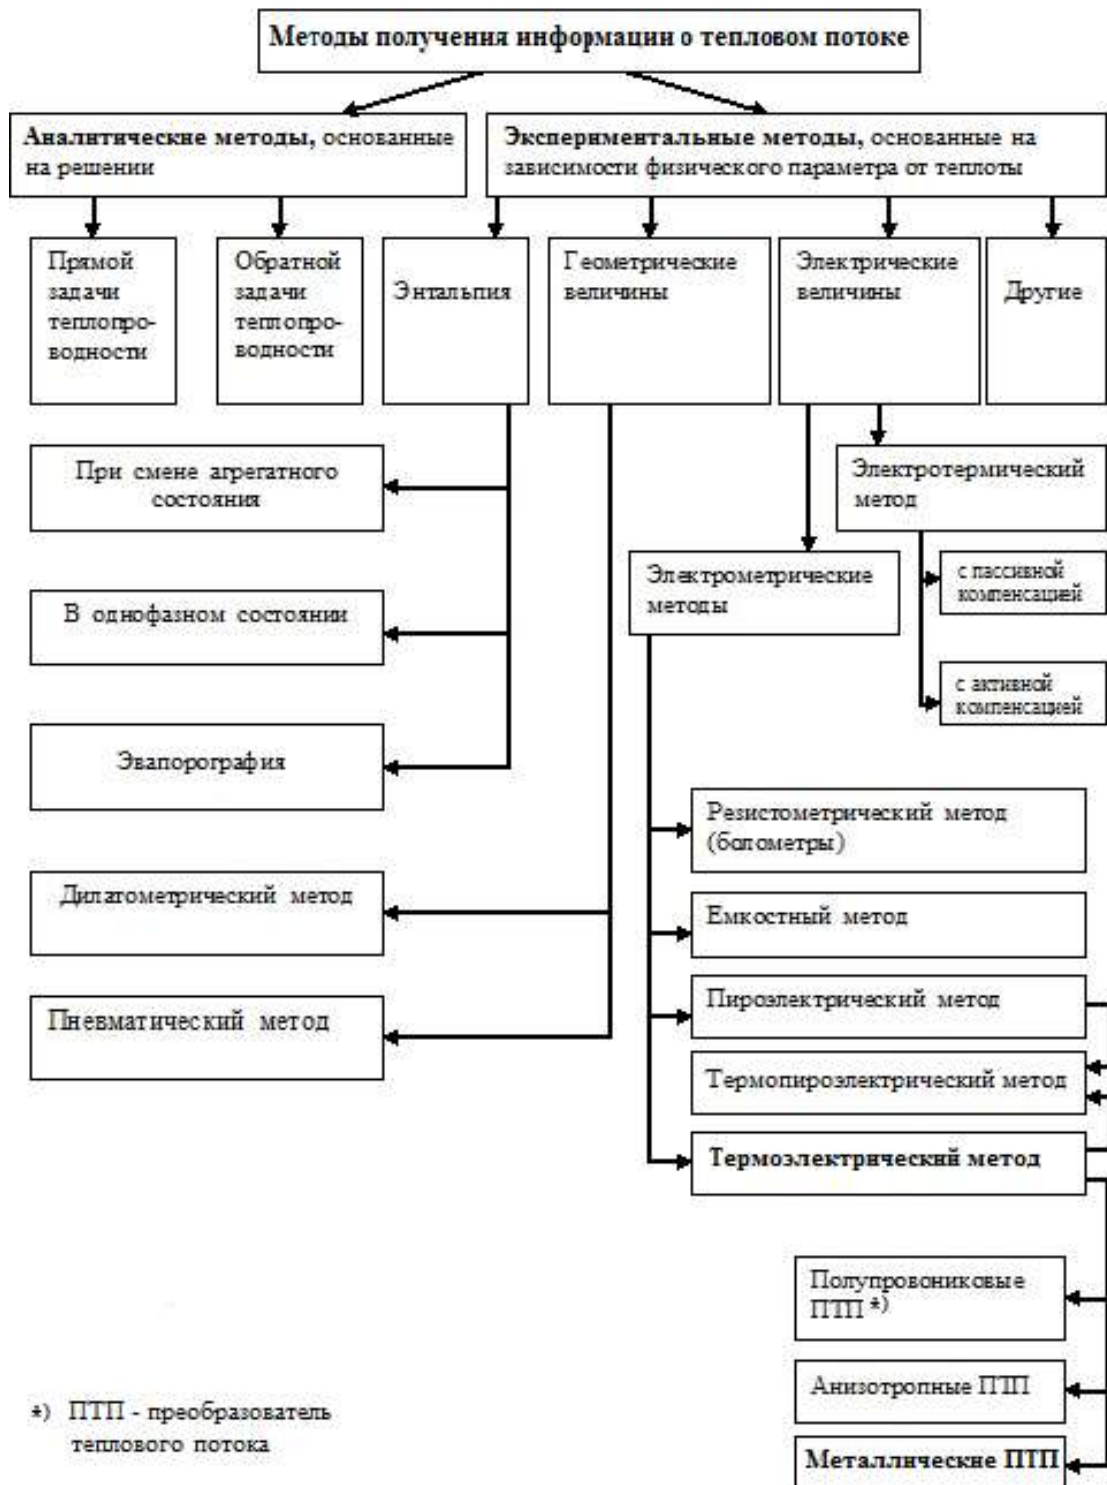 Методы получения информации о тепловом потоке
Аналитические методы, основанные
на решении
Экспериментальные методы, основанные на
зависимости физического параметра от теплоты
Прямой
задачи
теплопро-
водности
Обратной
задачи
теплопро-
водности
Энтальпия
Геометрические
величины
Электрические
величины
Другие
При смене агрегатного
состояния
Электротермический
метод
Электрометрические
методы
с пассивной
компенсацией
В однофазном состоянии
с активной
компенсацией
Эвапорография
Резистометрический метод
(болометры)
Дилатометрический метод
Емкостный метод
Пироэлектрический метод
Пневматический метод
Термопироэлектрический метод
Термоэлектрический метод
Полупровониковые
ПТП *)
Анизотропные ПТП
*) ПТП - преобразователь
теплового потока
Металлические ПТП